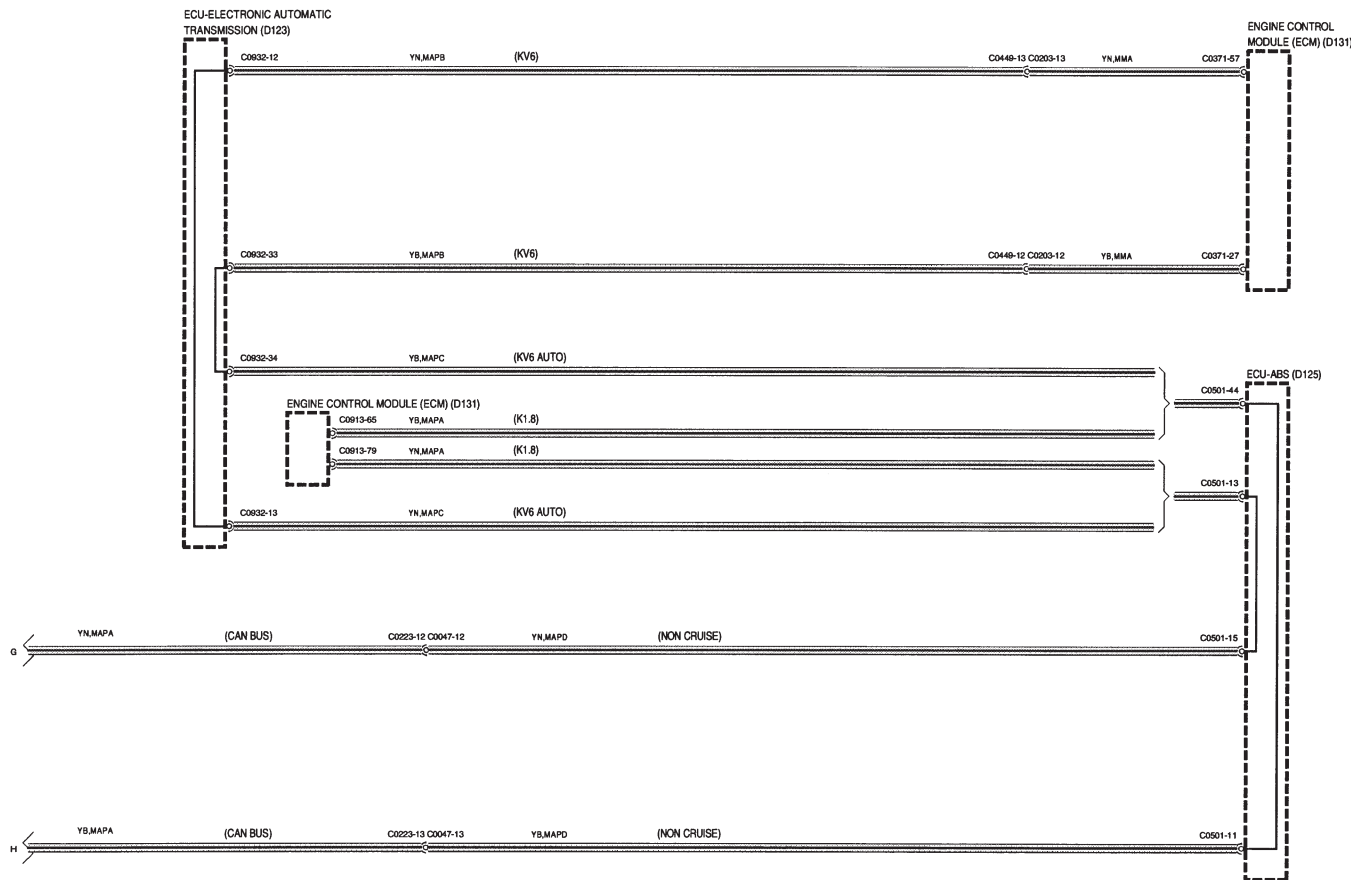 ECU-ELECTRONIC AUTOMATIC
TRANSMISSION (D123)
ENGINE CONTROL
MODULE (ECM) (D131)
C0932-12 YN,MAPB (KV6) C0449-13 C0203-13 YN,MMA C0371-57
C0932-33 YB,MAPB (KV6) C0449-12 C0203-12 YB,MMA C0371-27
C0932-34 YB,MAPC (KV6 AUTO)
ECU-ABS (D125)
C0501-44
ENGINE CONTROL MODULE (ECM) (D131)
C0913-65 YB,MAPA (K1.8)
C0913-79 YN,MAPA (K1.8)
C0501-13
C0932-13 YN,MAPC (KV6 AUTO)
G YN,MAPA (CAN BUS) C0223-12 C0047-12 YN,MAPD (NON CRUISE) C0501-15
H YB,MAPA (CAN BUS) C0223-13 C0047-13 YB,MAPD (NON CRUISE) C0501-11